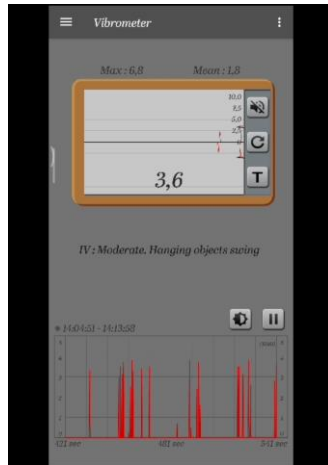 Vibrometer
Max : 6,8 Mean : 1,8
10,0
7,5
5,0
2,5
0
3,6
T
IV : Moderate. Hanging objects swing
14:04:51 - 14:13:58
421 sec 481 sec 541 sec